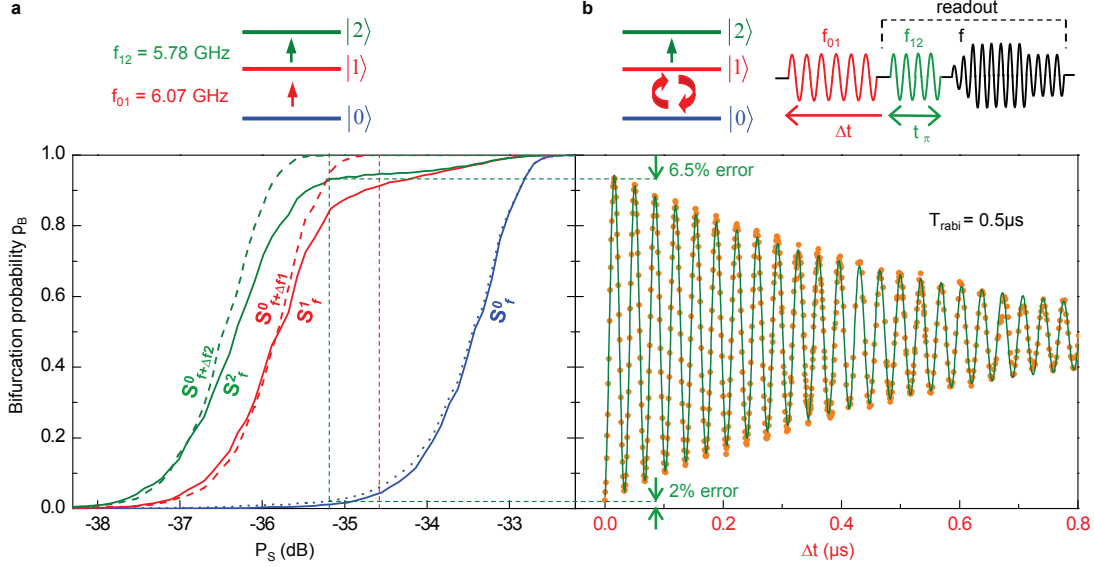 a
|2⟩
f12 = 5.78 GHz
|1⟩
f01 = 6.07 GHz
|0⟩
b
|2⟩
|1⟩
|0⟩
readout
f01
f12
f
Δt
tπ
Bifurcation probability pB
1.0
0.8
0.6
0.4
0.2
0.0
S0f+Δf2
S2f
S0f+Δf1
S1f
S0f
-38
-37
-36
-35
-34
-33
PS (dB)
6.5% error
Trabi = 0.5µs
2% error
0.0
0.2
0.4
0.6
0.8
Δt (µs)